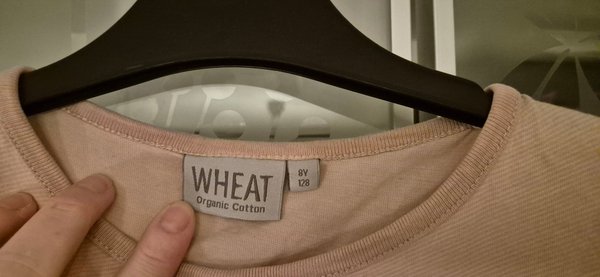 WHEAT
Organic Cotton
8Y
128